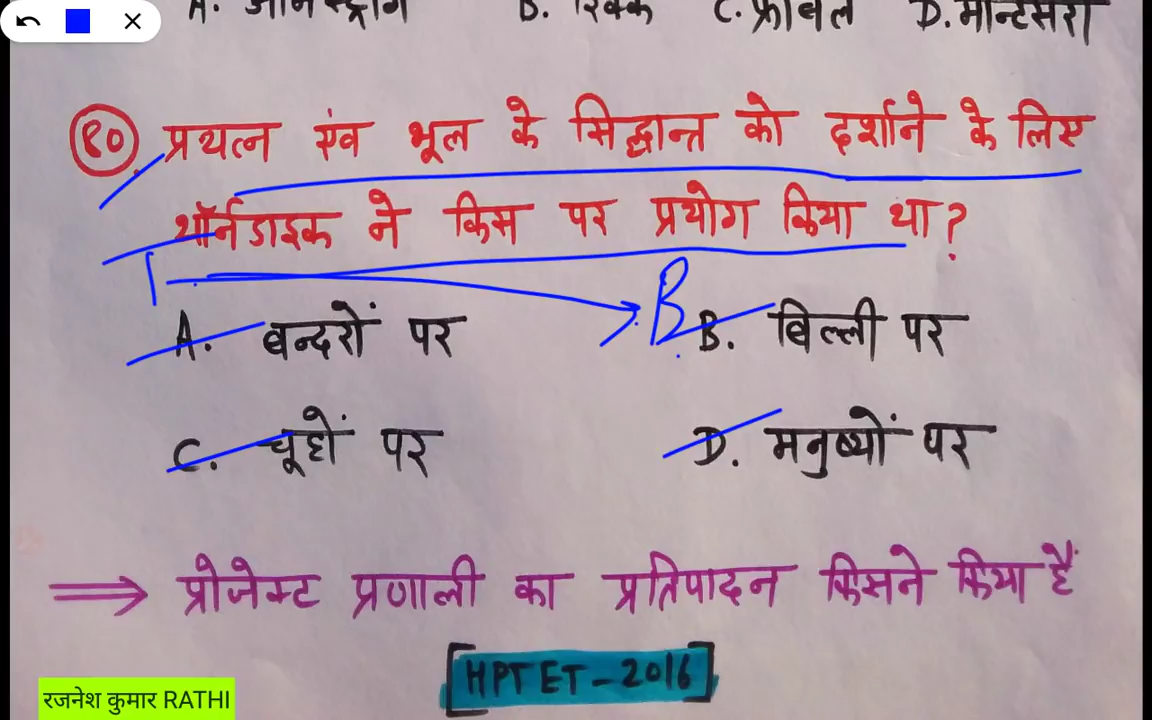 A. B. C. फ्रोबेल D. मान्टेसरी
80 प्रयत्न एंव भूल के सिद्धान्त को दर्शाने के लिए
थॉर्नडाइक ने किस पर प्रयोग किया था?
B
A. बन्दरों पर B. बिल्ली पर
C. चूहों पर D. मनुष्यों पर
⇒ प्रोजेक्ट प्रणाली का प्रतिपादन किसने किया हैं
[HPTET-2016]
रजनेश कुमार RATHI